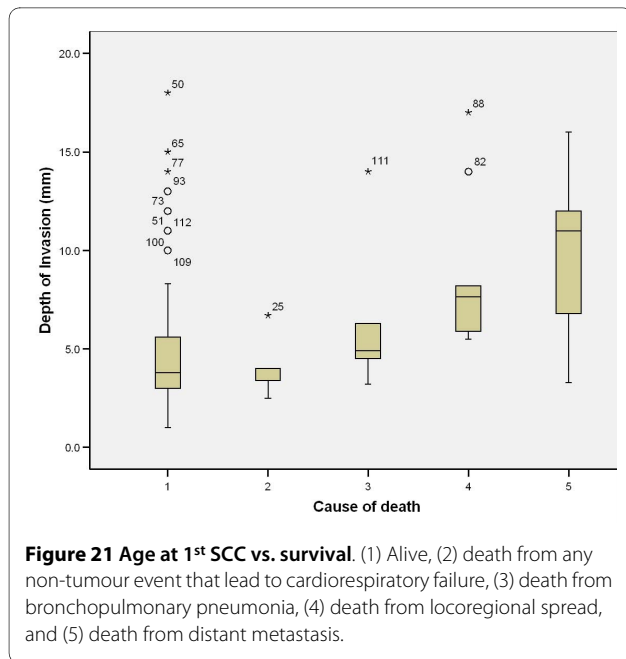 20.0
50
88
15.0
65
77
93
73
51
112
100
109
111
82
10.0
25
5.0
0.0
Depth of Invasion (mm)
1 2 3 4 5
Cause of death
Figure 21 Age at 1st SCC vs. survival. (1) Alive, (2) death from any
non-tumour event that lead to cardiorespiratory failure, (3) death from
bronchopulmonary pneumonia, (4) death from locoregional spread,
and (5) death from distant metastasis.